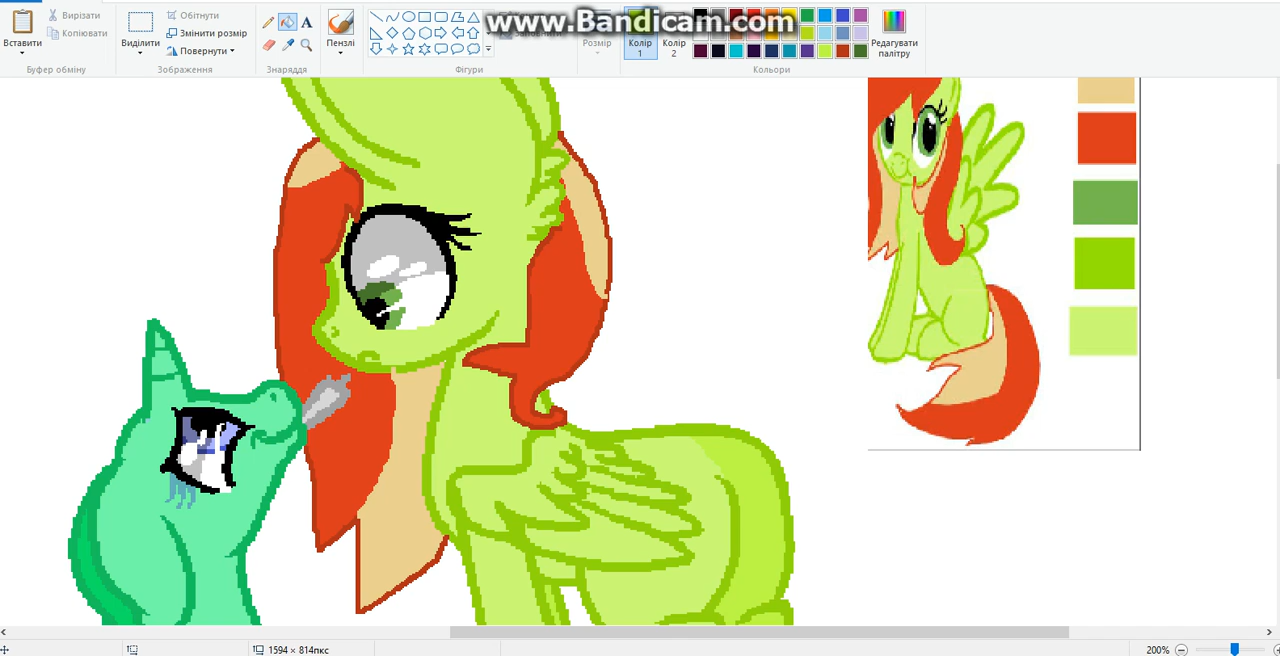 www.Bandicam.com
Вставити
Вирізати
Копіювати
Буфер обміну
Виділити
Обітнути
Змінити розмір
Повернути
Зображення
A
Знаряддя
Пензлі
Фігури
Розмір
Колір 1
Колір 2
Кольори
Редагувати палітру
1594 × 814пкс
200%